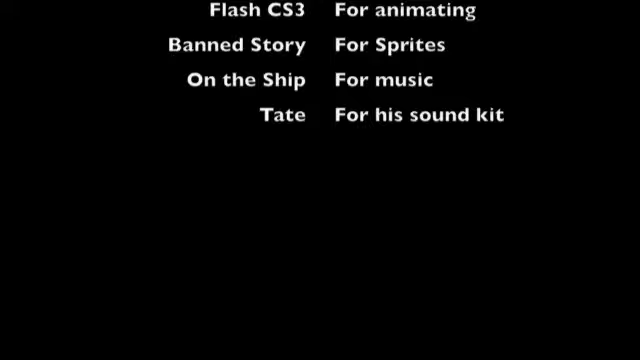 Flash CS3 For animating
Banned Story For Sprites
On the Ship For music
Tate For his sound kit